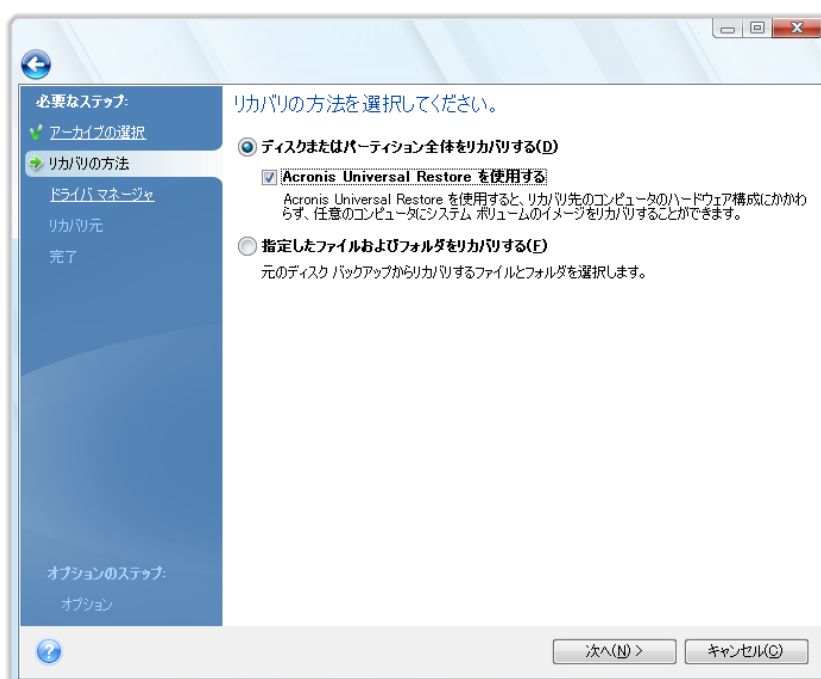 必要なステップ:
アーカイブの選択
リカバリの方法
ドライバ マネージャ
リカバリ元
完了
オプションのステップ:
オプション
リカバリの方法を選択してください。
ディスクまたはパーティション全体をリカバリする(D)
Acronis Universal Restore を使用する
Acronis Universal Restore を使用すると、リカバリ先のコンピュータのハードウェア構成にかかわ
らず、任意のコンピュータにシステム ボリュームのイメージをリカバリすることができます。
指定したファイルおよびフォルダをリカバリする(F)
元のディスク バックアップからリカバリするファイルとフォルダを選択します。
次へ(N) >
キャンセル(C)